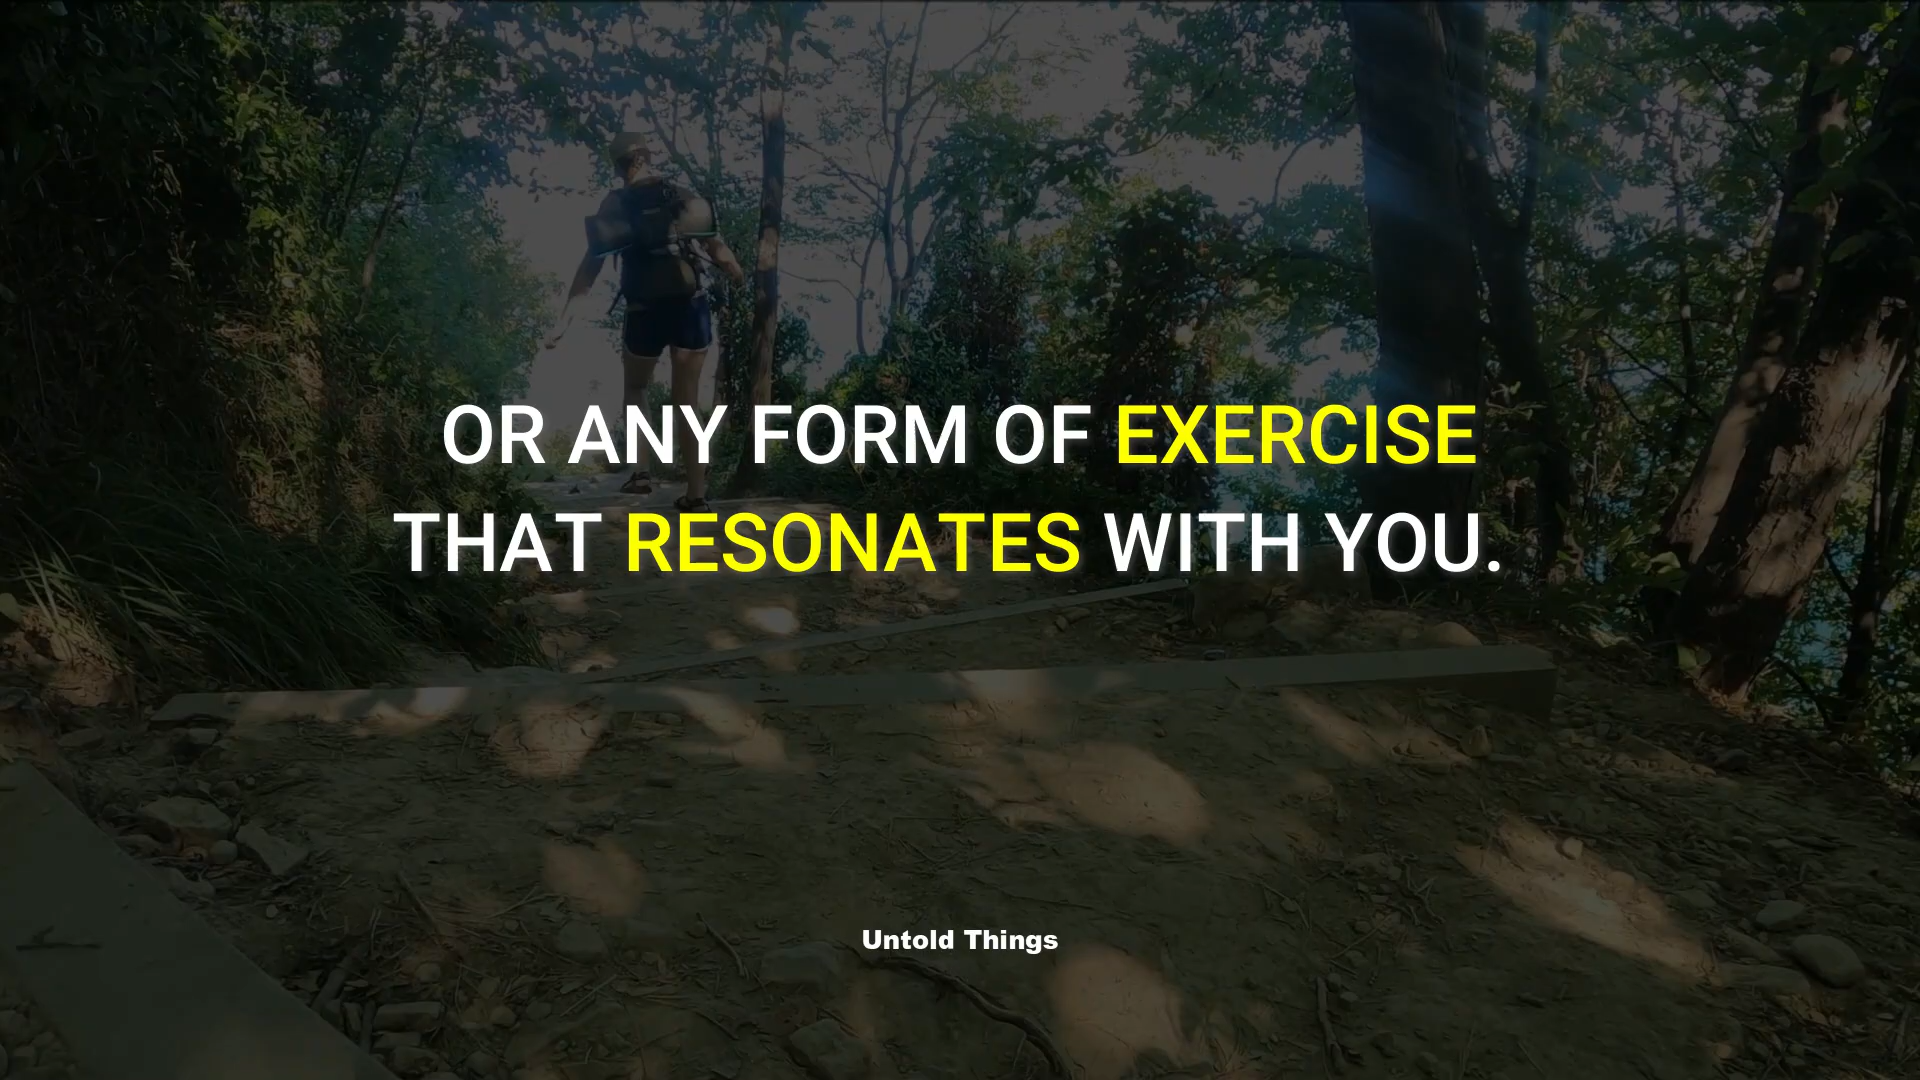 OR ANY FORM OF EXERCISE
THAT RESONATES WITH YOU.
Untold Things